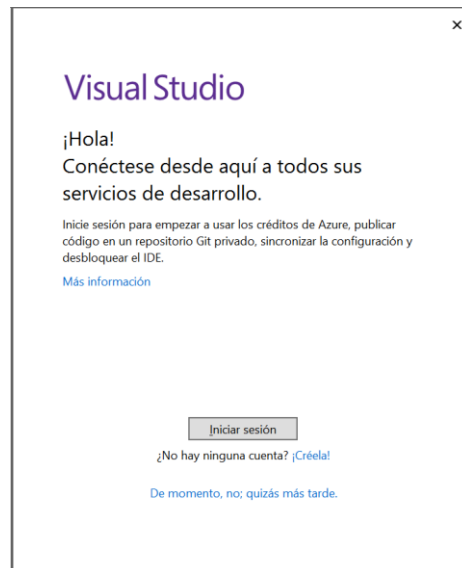 Visual Studio
¡Hola!
Conéctese desde aquí a todos sus
servicios de desarrollo.
Inicie sesión para empezar a usar los créditos de Azure, publicar
código en un repositorio Git privado, sincronizar la configuración y
desbloquear el IDE.
Más información
Iniciar sesión
¿No hay ninguna cuenta? ¡Créela!
De momento, no; quizás más tarde.